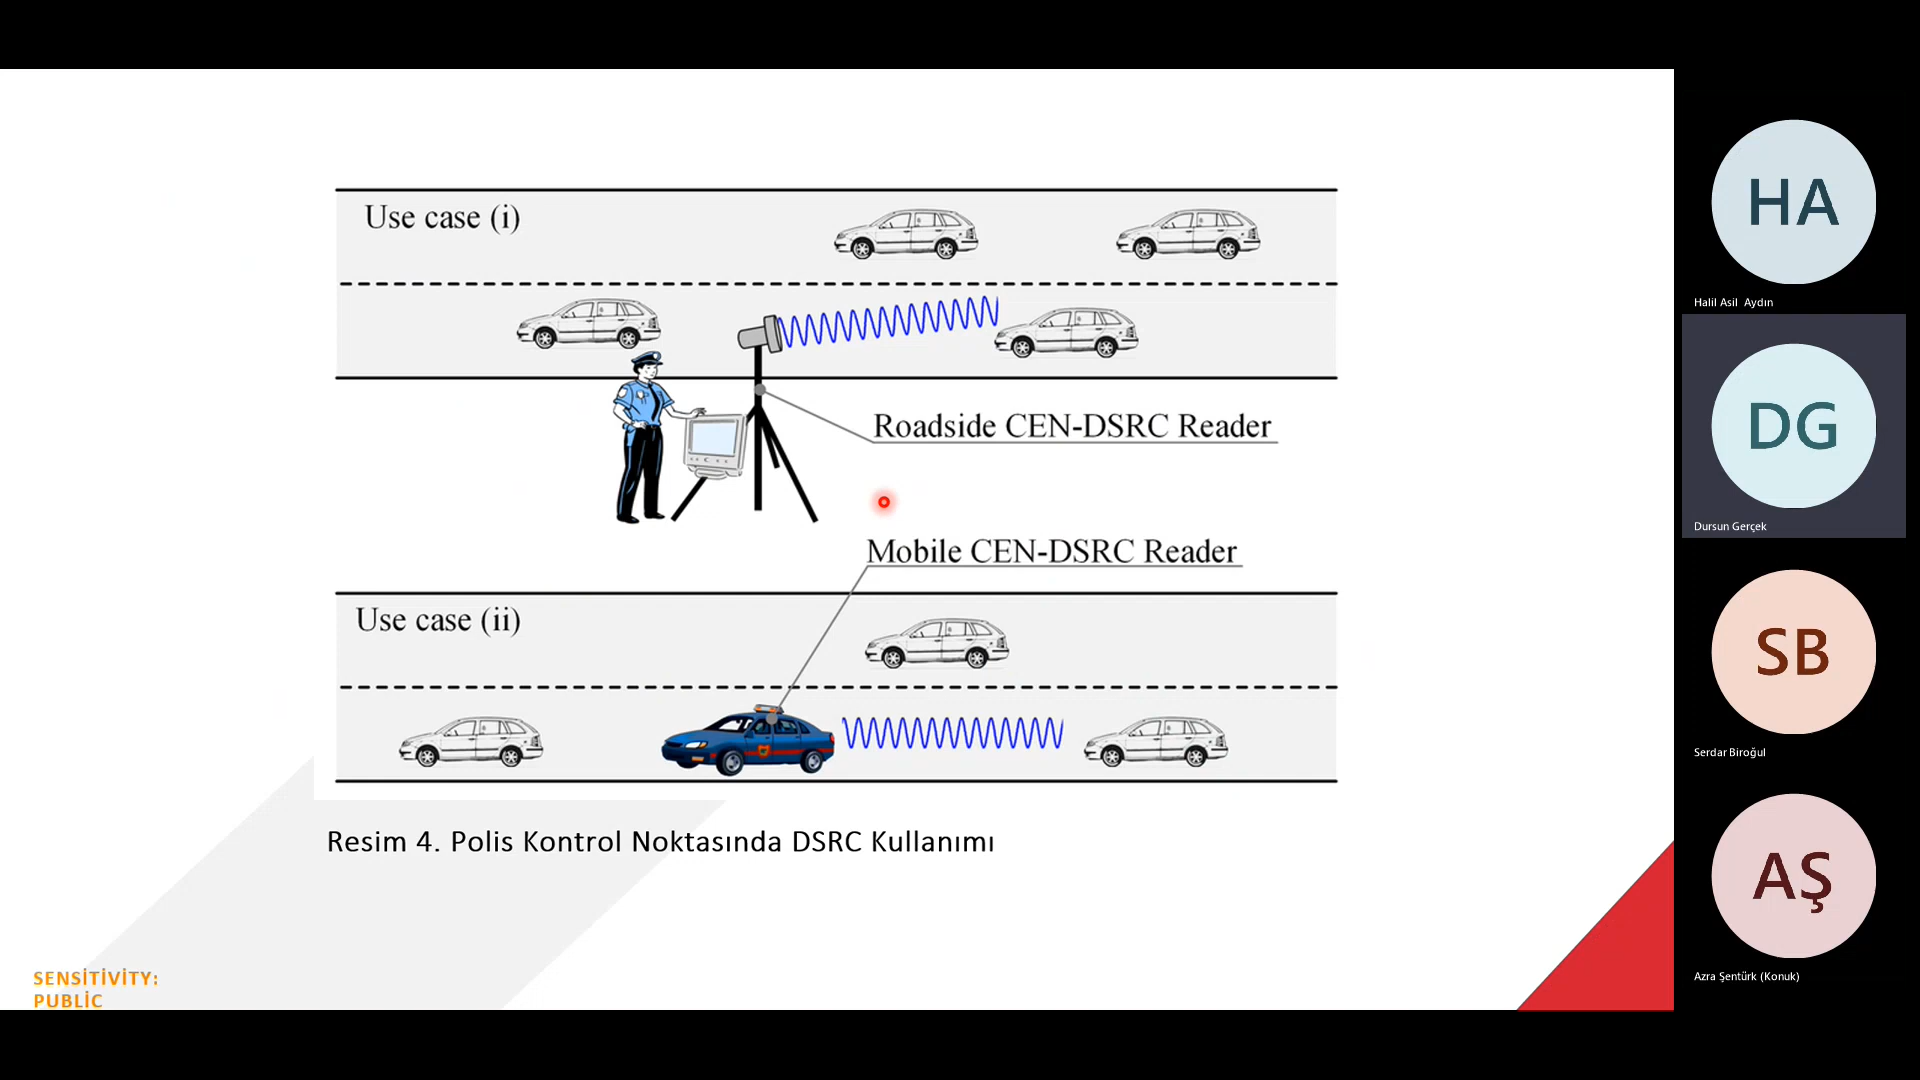 Use case (i)
Roadside CEN-DSRC Reader
Mobile CEN-DSRC Reader
Use case (ii)
Resim 4. Polis Kontrol Noktasında DSRC Kullanımı
SENSİTİVİTY:
PUBLİC
HA
Halil Asil Aydın
DG
Dursun Gerçek
SB
Serdar Biroğul
AŞ
Azra Şentürk (Konuk)